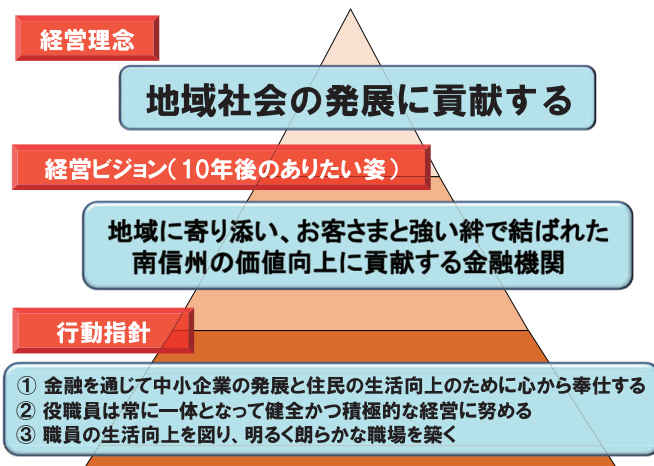 経営理念
地域社会の発展に貢献する
経営ビジョン（10年後のありたい姿）
地域に寄り添い、お客さまと強い絆で結ばれた
南信州の価値向上に貢献する金融機関
行動指針
① 金融を通じて中小企業の発展と住民の生活向上のために心から奉仕する
② 役職員は常に一体となって健全かつ積極的な経営に努める
③ 職員の生活向上を図り、明るく朗らかな職場を築く